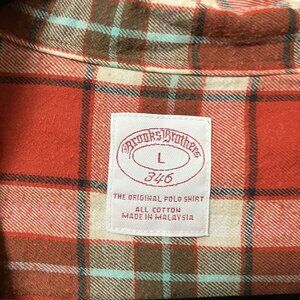 Brooks Brothers
L
346
THE ORIGINAL POLO SHIRT
ALL COTTON
MADE IN MALAYSIA